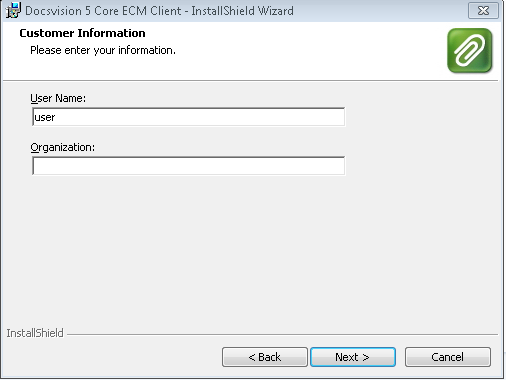 Docsvision 5 Core ECM Client - InstallShield Wizard
Customer Information
Please enter your information.
User Name:
user
Organization:
InstallShield
< Back
Next >
Cancel